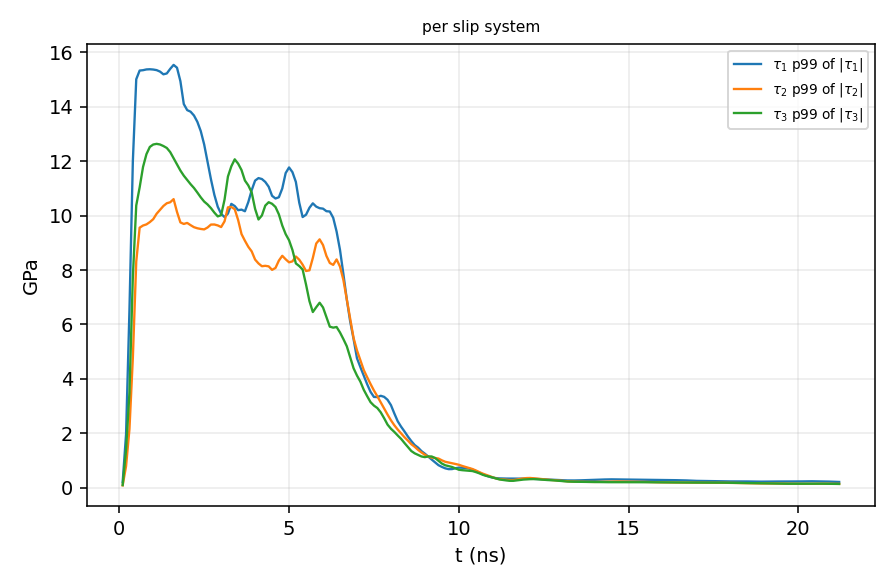 per slip system
GPa
16
14
12
10
8
6
4
2
0
τ₁ p99 of |τ₁|
τ₂ p99 of |τ₂|
τ₃ p99 of |τ₃|
0 5 10 15 20
t (ns)